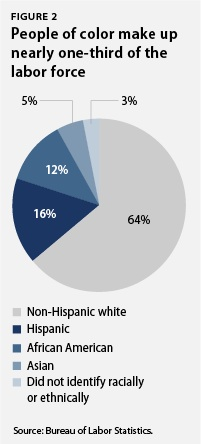 FIGURE 2
People of color make up
nearly one-third of the
labor force
5%
3%
12%
16%
64%
Non-Hispanic white
Hispanic
African American
Asian
Did not identify racially
or ethnically
Source: Bureau of Labor Statistics.